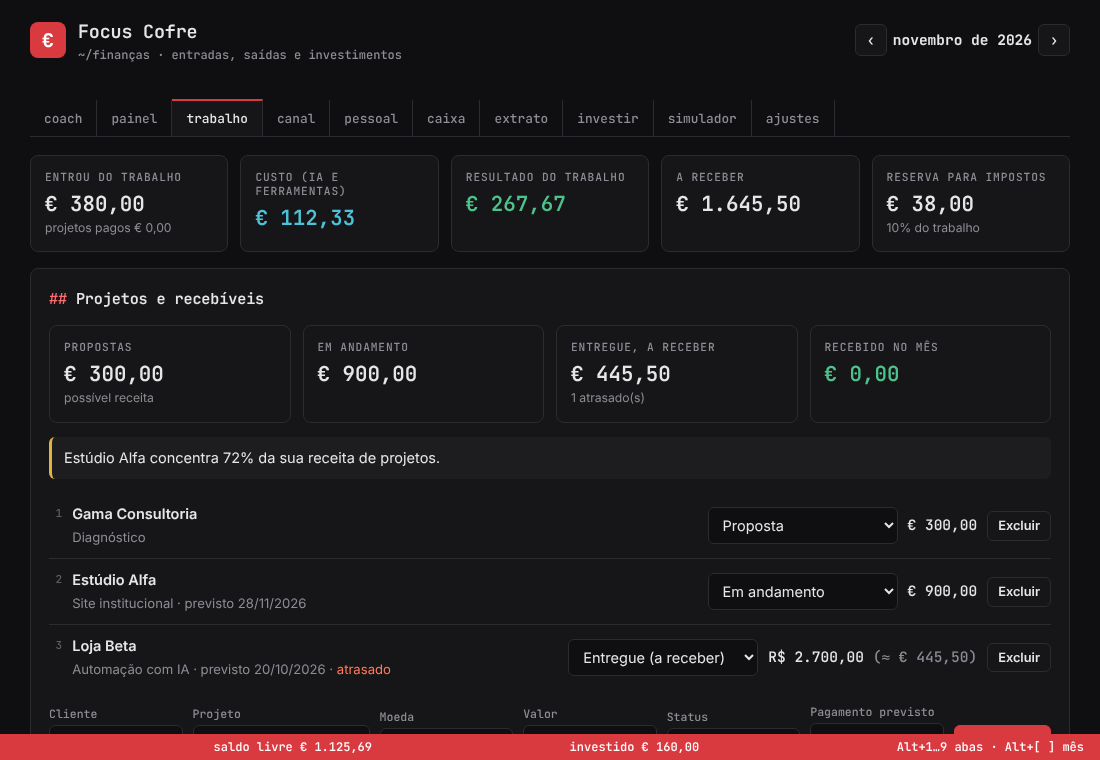 €
Focus Cofre
~/finanças · entradas, saídas e investimentos
‹ novembro de 2026 ›
coach painel trabalho canal pessoal caixa extrato investir simulador ajustes
ENTROU DO TRABALHO
€ 380,00
projetos pagos € 0,00
CUSTO (IA E
FERRAMENTAS)
€ 112,33
RESULTADO DO TRABALHO
€ 267,67
A RECEBER
€ 1.645,50
RESERVA PARA IMPOSTOS
€ 38,00
10% do trabalho
## Projetos e recebíveis
PROPOSTAS
€ 300,00
possível receita
EM ANDAMENTO
€ 900,00
ENTREGUE, A RECEBER
€ 445,50
1 atrasado(s)
RECEBIDO NO MÊS
€ 0,00
Estúdio Alfa concentra 72% da sua receita de projetos.
1 Gama Consultoria
Diagnóstico
Proposta € 300,00 Excluir
2 Estúdio Alfa
Site institucional · previsto 28/11/2026
Em andamento € 900,00 Excluir
3 Loja Beta
Automação com IA · previsto 20/10/2026 · atrasado
Entregue (a receber) R$ 2.700,00 (≈ € 445,50) Excluir
Cliente Projeto Moeda Valor Status Pagamento previsto
saldo livre € 1.125,69 investido € 160,00 Alt+1…9 abas · Alt+[ ] mês